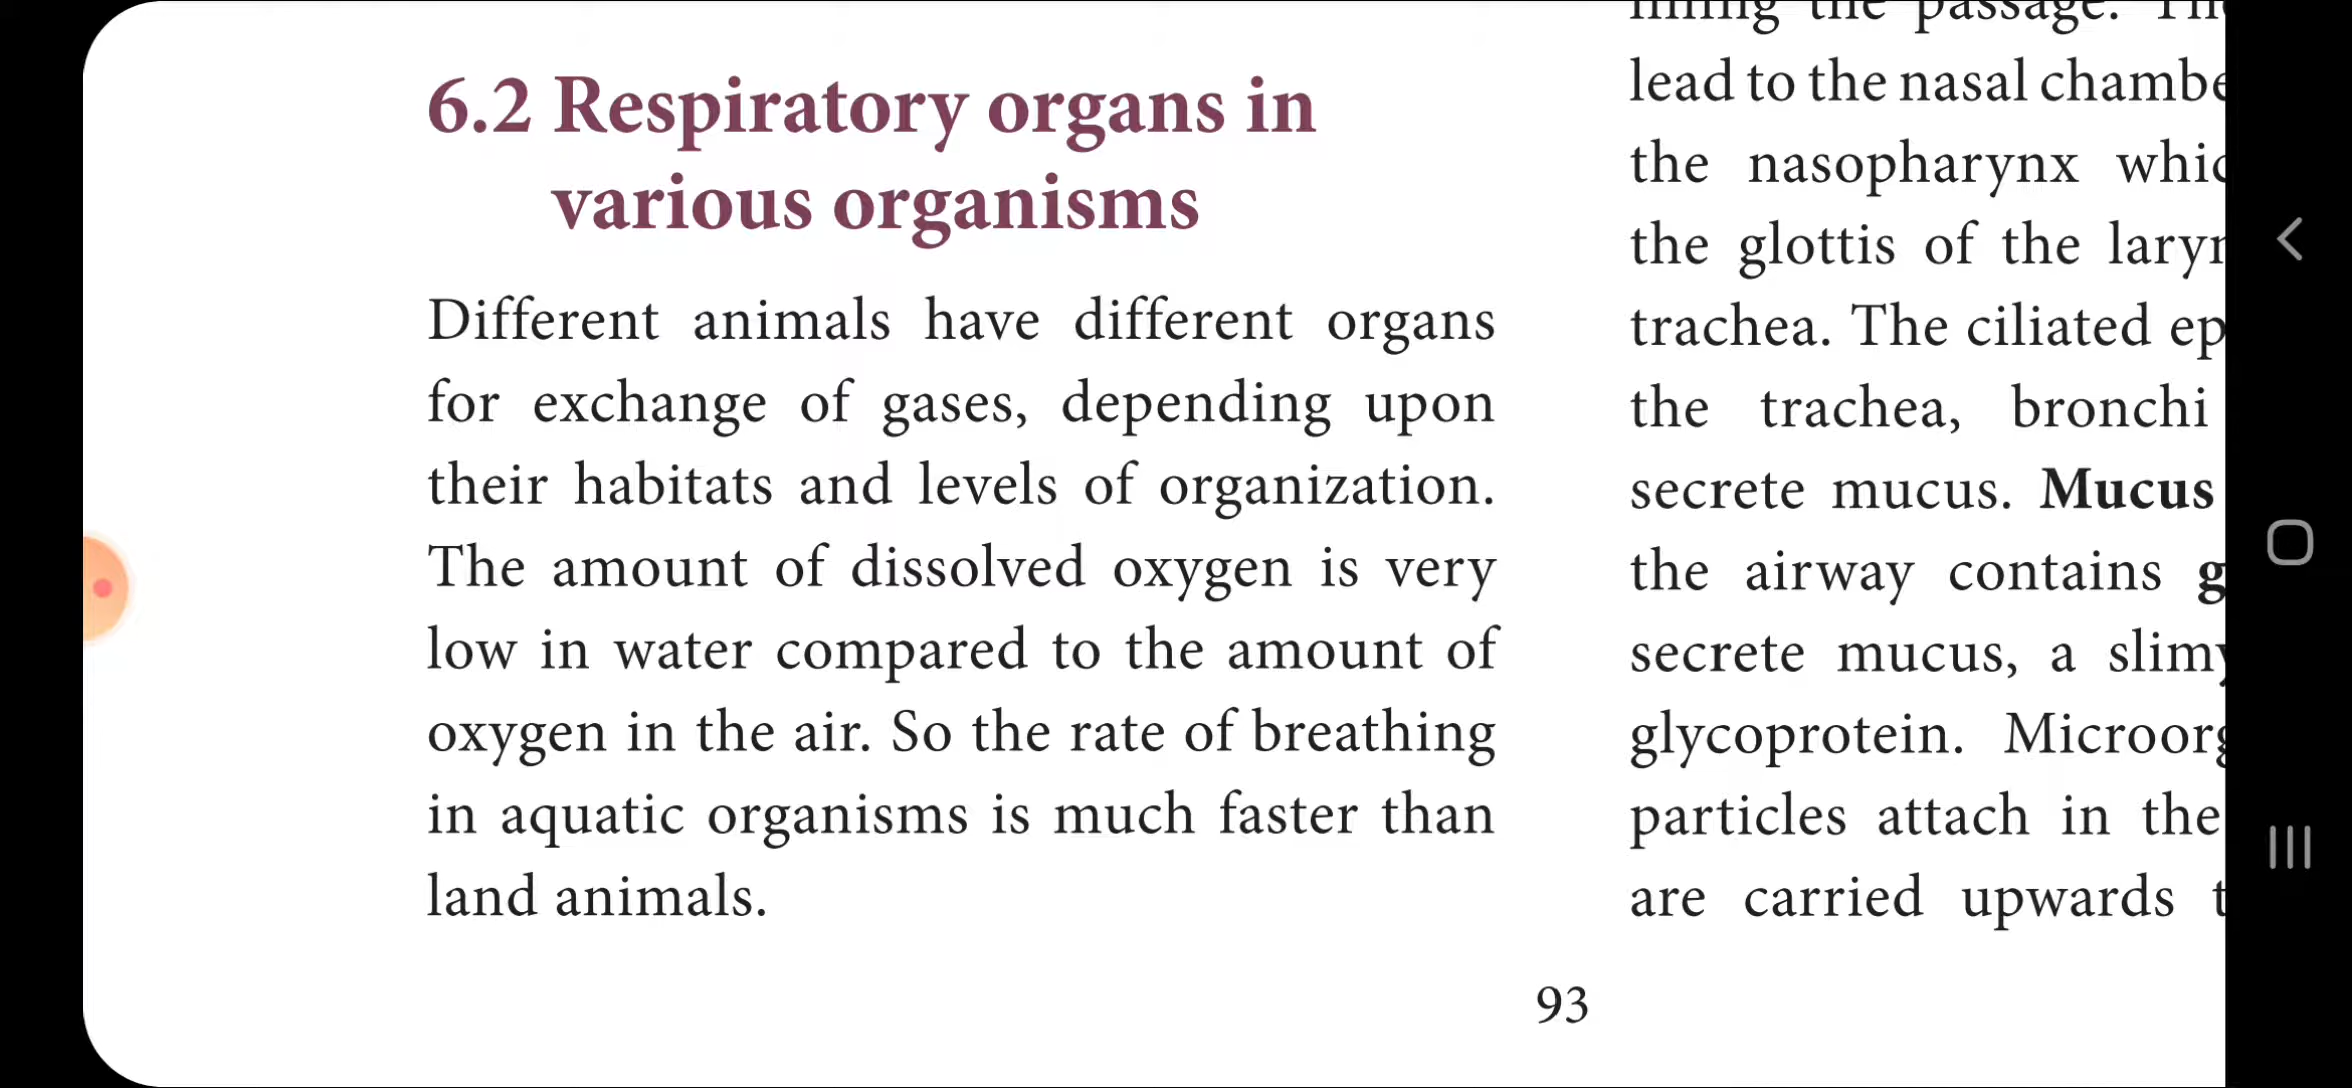 6.2 Respiratory organs in
various organisms
Different animals have different organs
for exchange of gases, depending upon
their habitats and levels of organization.
The amount of dissolved oxygen is very
low in water compared to the amount of
oxygen in the air. So the rate of breathing
in aquatic organisms is much faster than
land animals.
the passage.
lead to the nasal
the nasopharynx
the glottis of the
trachea. The ciliated
the trachea, bronchi
secrete mucus. Mucus
the airway contains
secrete mucus, a
glycoprotein.
particles attach in the
are carried upwards
93